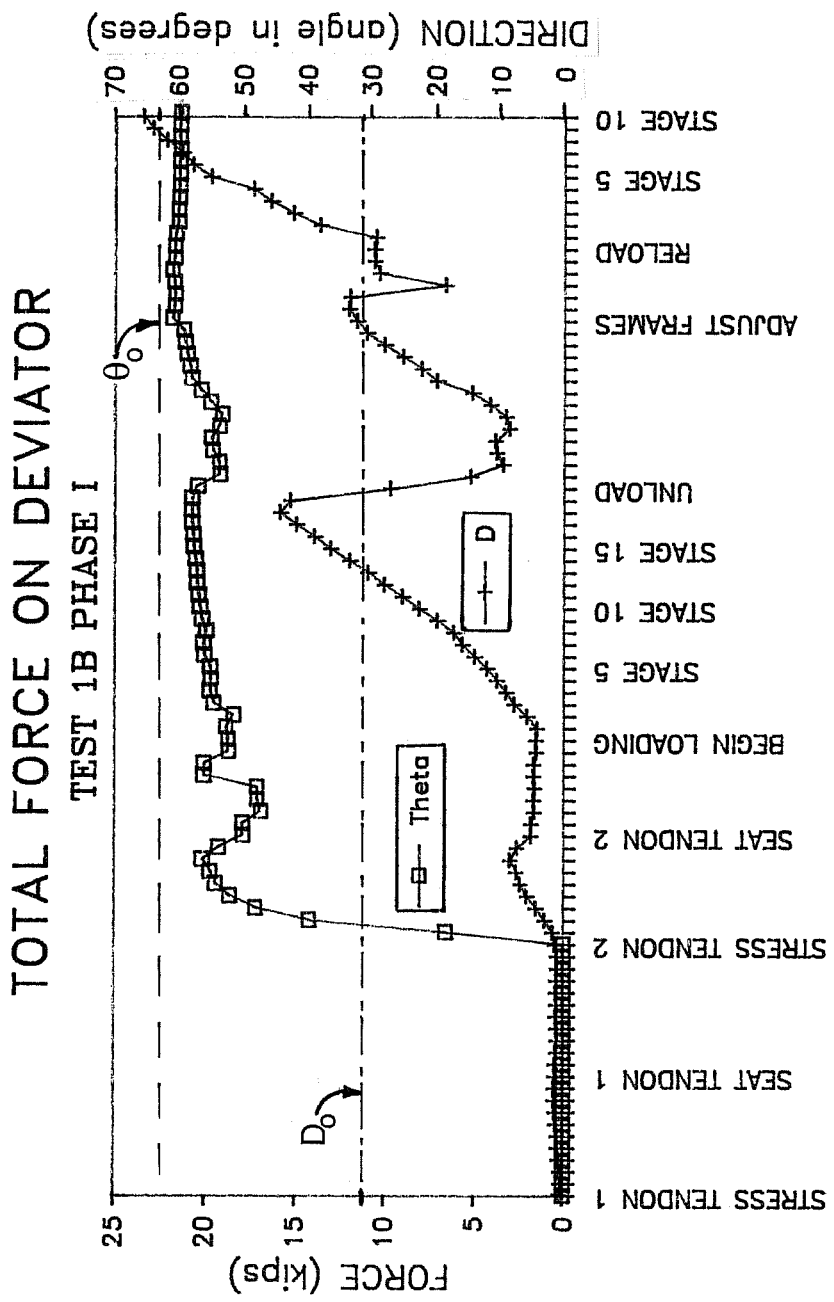 TOTAL FORCE ON DEVIATOR
TEST 1B PHASE I
FORCE (kips)
25
20
15
10
5
0
DIRECTION (angle in degrees)
70
60
50
40
30
20
10
0
θo
Do
Theta
D
STRESS TENDON 1
SEAT TENDON 1
STRESS TENDON 2
SEAT TENDON 2
BEGIN LOADING
STAGE 5
STAGE 10
STAGE 15
UNLOAD
ADJUST FRAMES
RELOAD
STAGE 5
STAGE 10